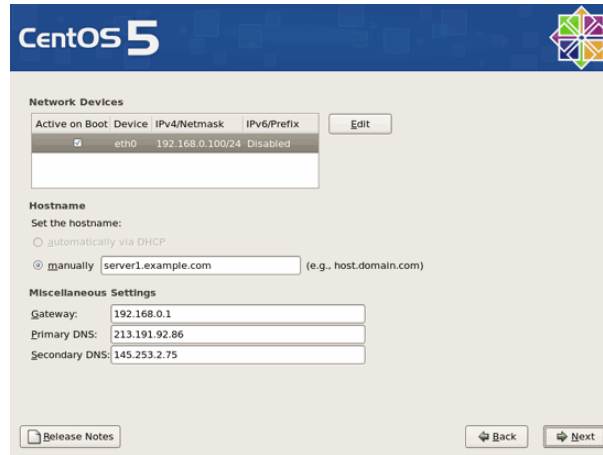 CentOS 5
Network Devices
Active on Boot Device IPv4/Netmask IPv6/Prefix
Edit
eth0 192.168.0.100/24 Disabled
Hostname
Set the hostname:
automatically via DHCP
manually server1.example.com (e.g., host.domain.com)
Miscellaneous Settings
Gateway: 192.168.0.1
Primary DNS: 213.191.92.86
Secondary DNS: 145.253.2.75
Release Notes
Back
Next